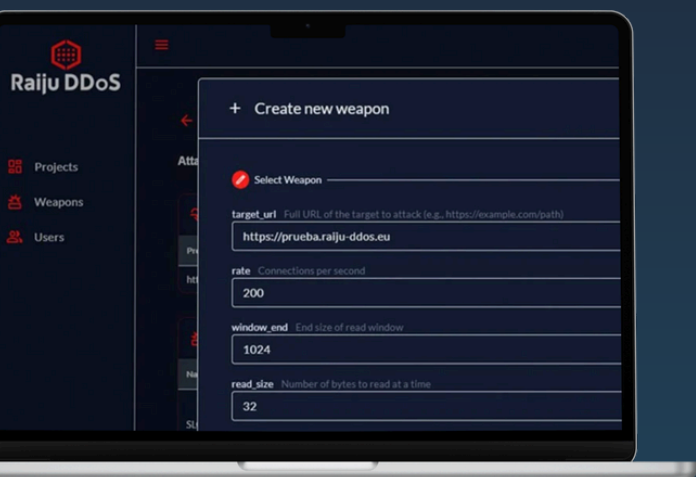 Raiju DDoS
Projects
Weapons
Users
+ Create new weapon
Select Weapon
target_url Full URL of the target to attack (e.g., https://example.com/path)
https://prueba.raiju-ddos.eu
rate Connections per second
200
window_end End size of read window
1024
read_size Number of bytes to read at a time
32